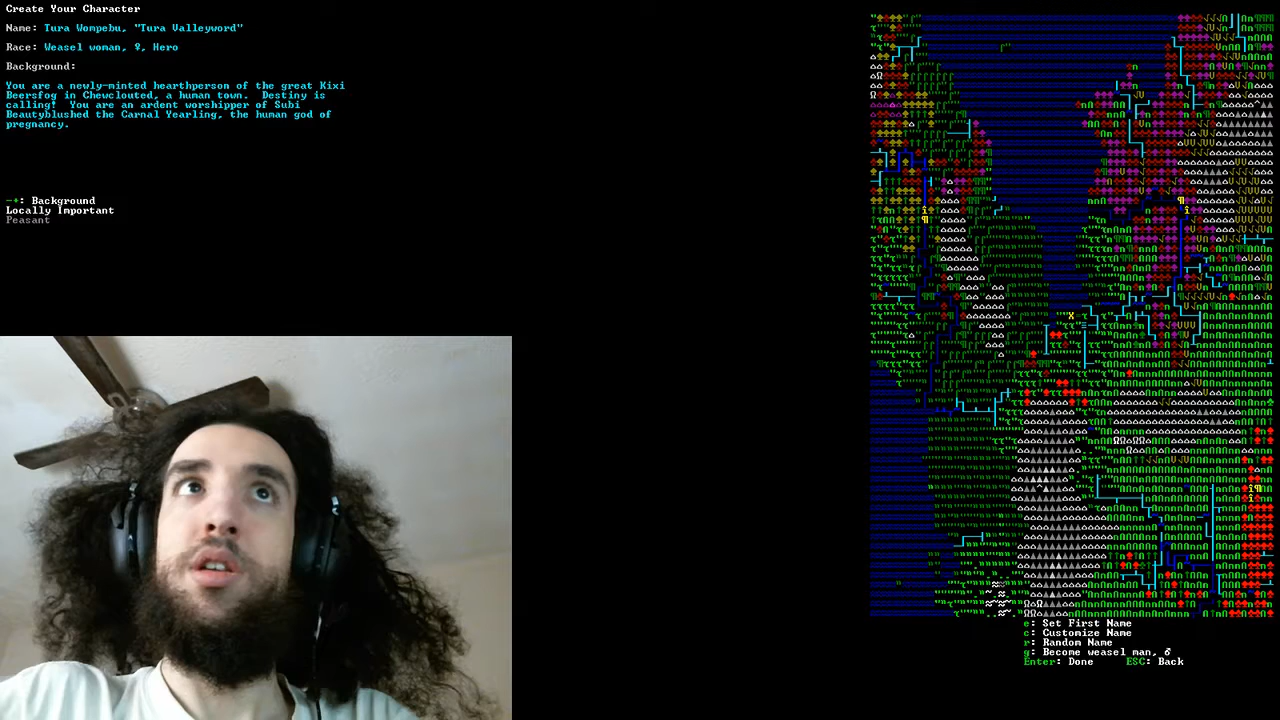 Create Your Character
Name: Tura Wompebu, "Tura Valleyword"
Race: Weasel woman, ♀, Hero
Background:
You are a newly-minted hearthperson of the great Kixi
Beersfog in Chewclouted, a human town.  Destiny is
calling!  You are an ardent worshipper of Subi
Beautyblushed the Carnal Yearling, the human god of
pregnancy.
-+: Background
Locally Important
Peasant
e: Set First Name
c: Customize Name
r: Random Name
g: Become weasel man, ♂
Enter: Done     ESC: Back